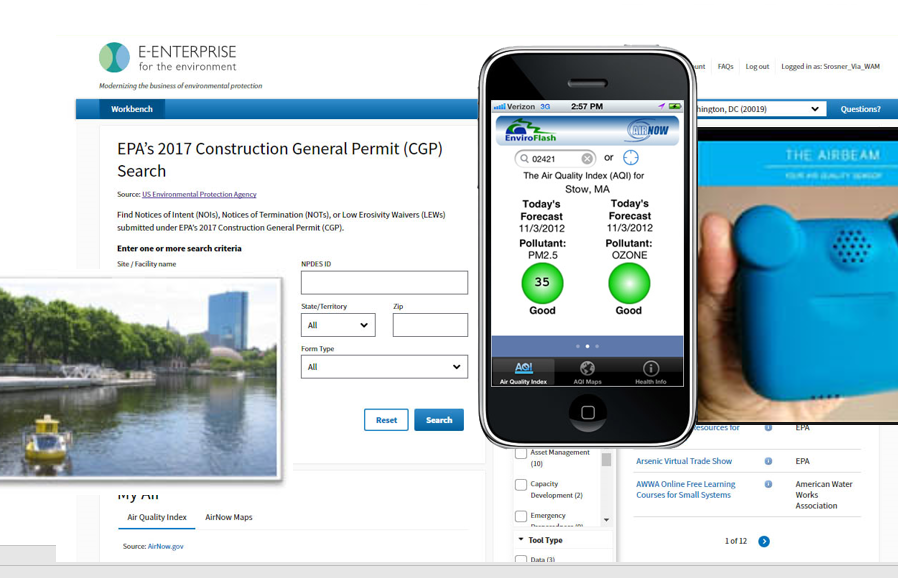 E-ENTERPRISE
for the environment
Modernizing the business of environmental protection
FAQs
Log out
Logged in as: Srosner_Via_WAM
Workbench
DC (20019)
Questions?
EPA's 2017 Construction General Permit (CGP)
Search
Source: US Environmental Protection Agency
Find Notices of Intent (NOIs), Notices of Termination (NOTs), or Low Erosivity Waivers (LEWs)
submitted under EPA's 2017 Construction General Permit (CGP).
Enter one or more search criteria
Site / Facility name
NPDES ID
State/Territory
Zip
All
Form Type
All
Reset
Search
My Air
Air Quality Index
AirNow Maps
Source: AirNow.gov
Verizon 3G
2:57 PM
EnviroFlash
AIRNOW
02421
or
The Air Quality Index (AQI) for
Stow, MA
Today's
Forecast
11/3/2012
Pollutant:
PM2.5
35
Good
Today's
Forecast
11/3/2012
Pollutant:
OZONE
Good
AQI
Air Quality Index
AQI Maps
Health Info
THE AIRBEAM
YOUR AIR QUALITY SENSOR
Asset Management
(10)
Capacity
Development (2)
Emergency
Tool Type
Data (3)
Resources for
EPA
Arsenic Virtual Trade Show
EPA
AWWA Online Free Learning
Courses for Small Systems
American Water
Works
Association
1 of 12